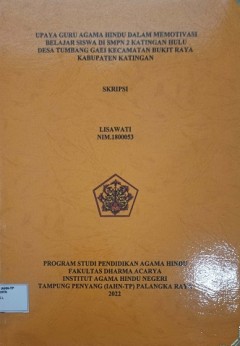 UPAYA GURU AGAMA HINDU DALAM MEMOTIVASI
BELAJAR SISWA DI SMPN 2 KATINGAN HULU
DESA TUMBANG GAEI KECAMATAN BUKIT RAYA
KABUPATEN KATINGAN
SKRIPSI
LISAWATI
NIM.1800053
PROGRAM STUDI PENDIDIKAN AGAMA HINDU
FAKULTAS DHARMA ACARYA
INSTITUT AGAMA HINDU NEGERI
TAMPUNG PENYANG (IAHN-TP) PALANGKA RAYA
2022